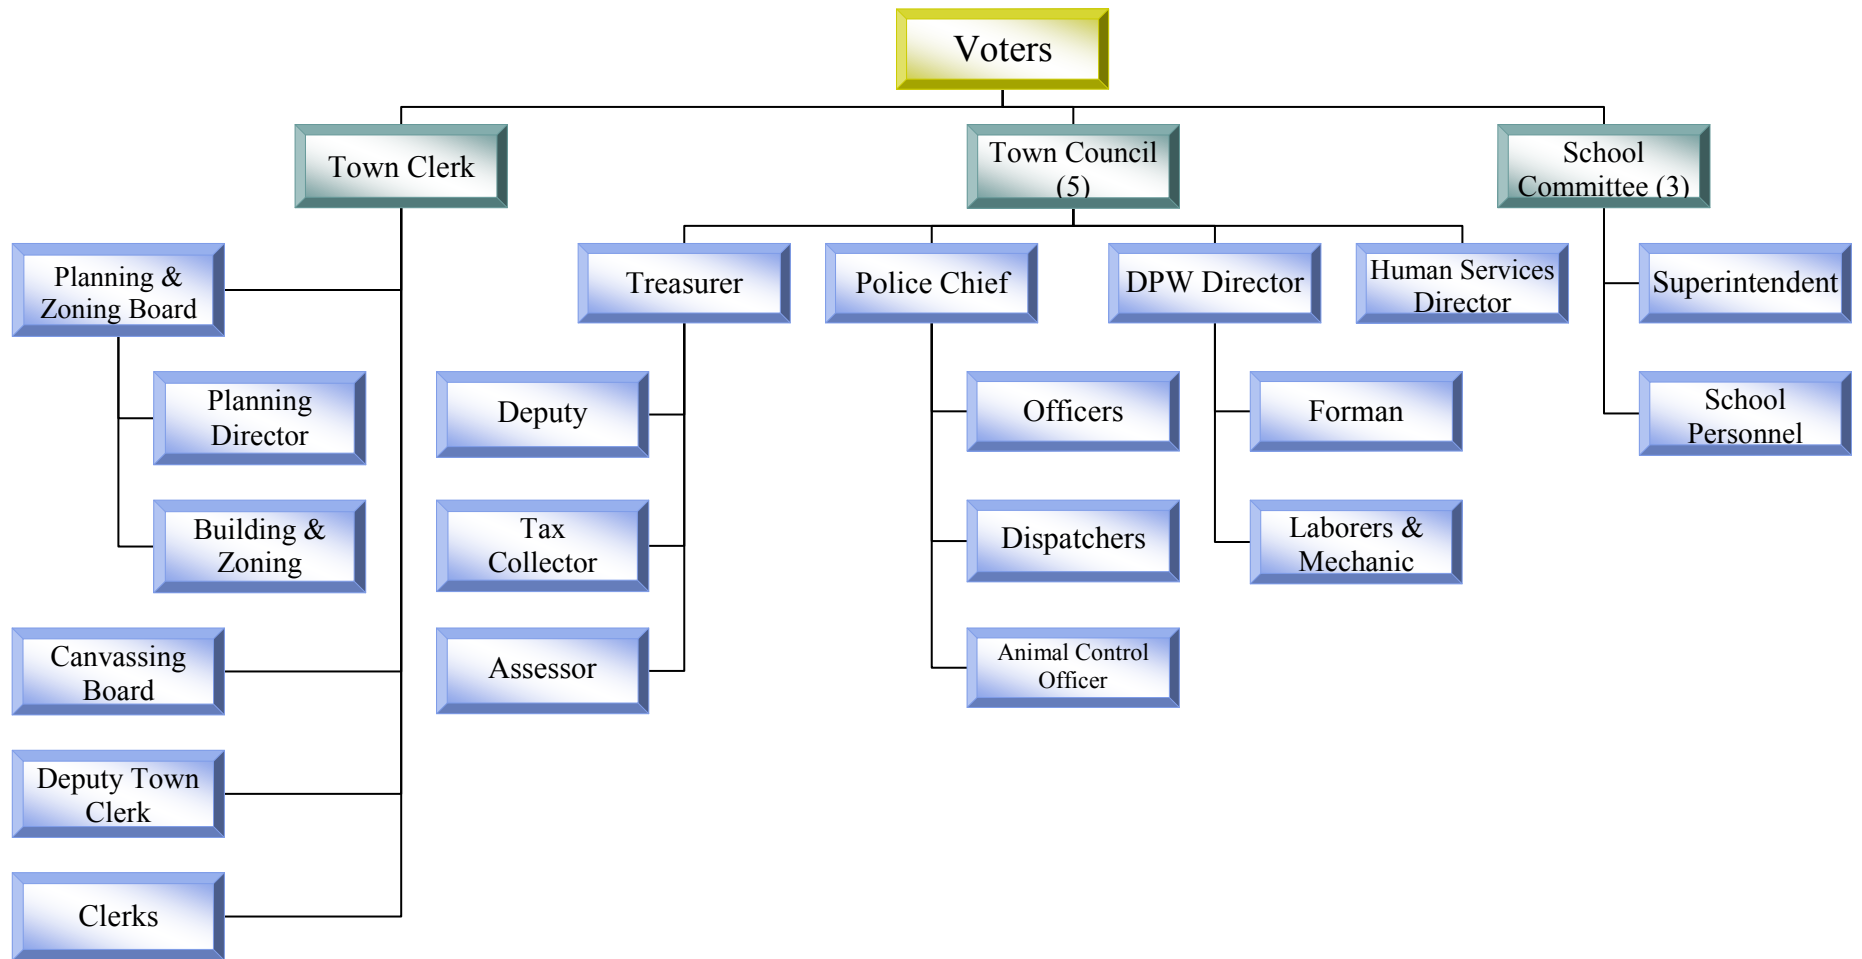 Voters
Town Clerk
Town Council
(5)
School
Committee (3)
Planning &
Zoning Board
Treasurer
Police Chief
DPW Director
Human Services
Director
Superintendent
Planning
Director
Deputy
Officers
Forman
School
Personnel
Building &
Zoning
Tax
Collector
Dispatchers
Laborers &
Mechanic
Canvassing
Board
Assessor
Animal Control
Officer
Deputy Town
Clerk
Clerks